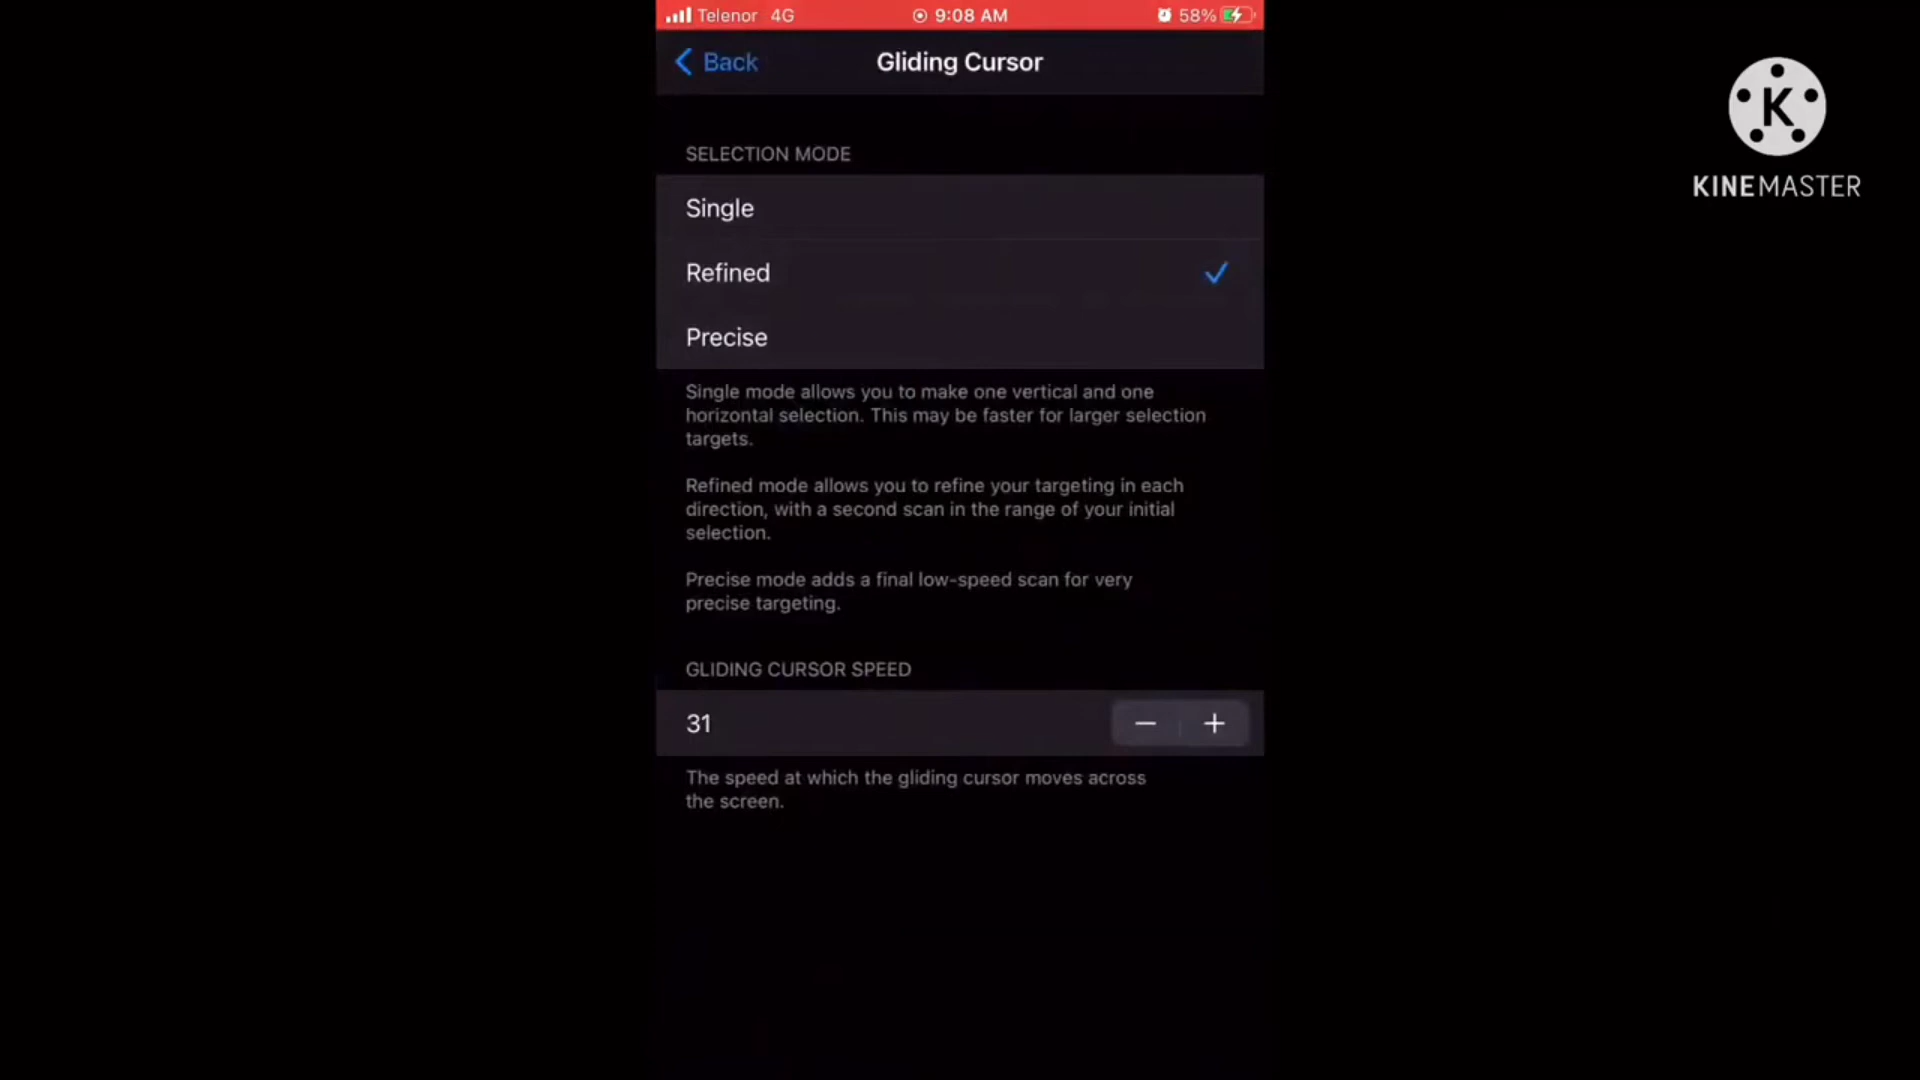 Telenor 4G 9:08 AM 58%
Back Gliding Cursor
K
KINEMASTER
SELECTION MODE
Single
Refined
Precise
Single mode allows you to make one vertical and one
horizontal selection. This may be faster for larger selection
targets.
Refined mode allows you to refine your targeting in each
direction, with a second scan in the range of your initial
selection.
Precise mode adds a final low-speed scan for very
precise targeting.
GLIDING CURSOR SPEED
31 − +
The speed at which the gliding cursor moves across
the screen.